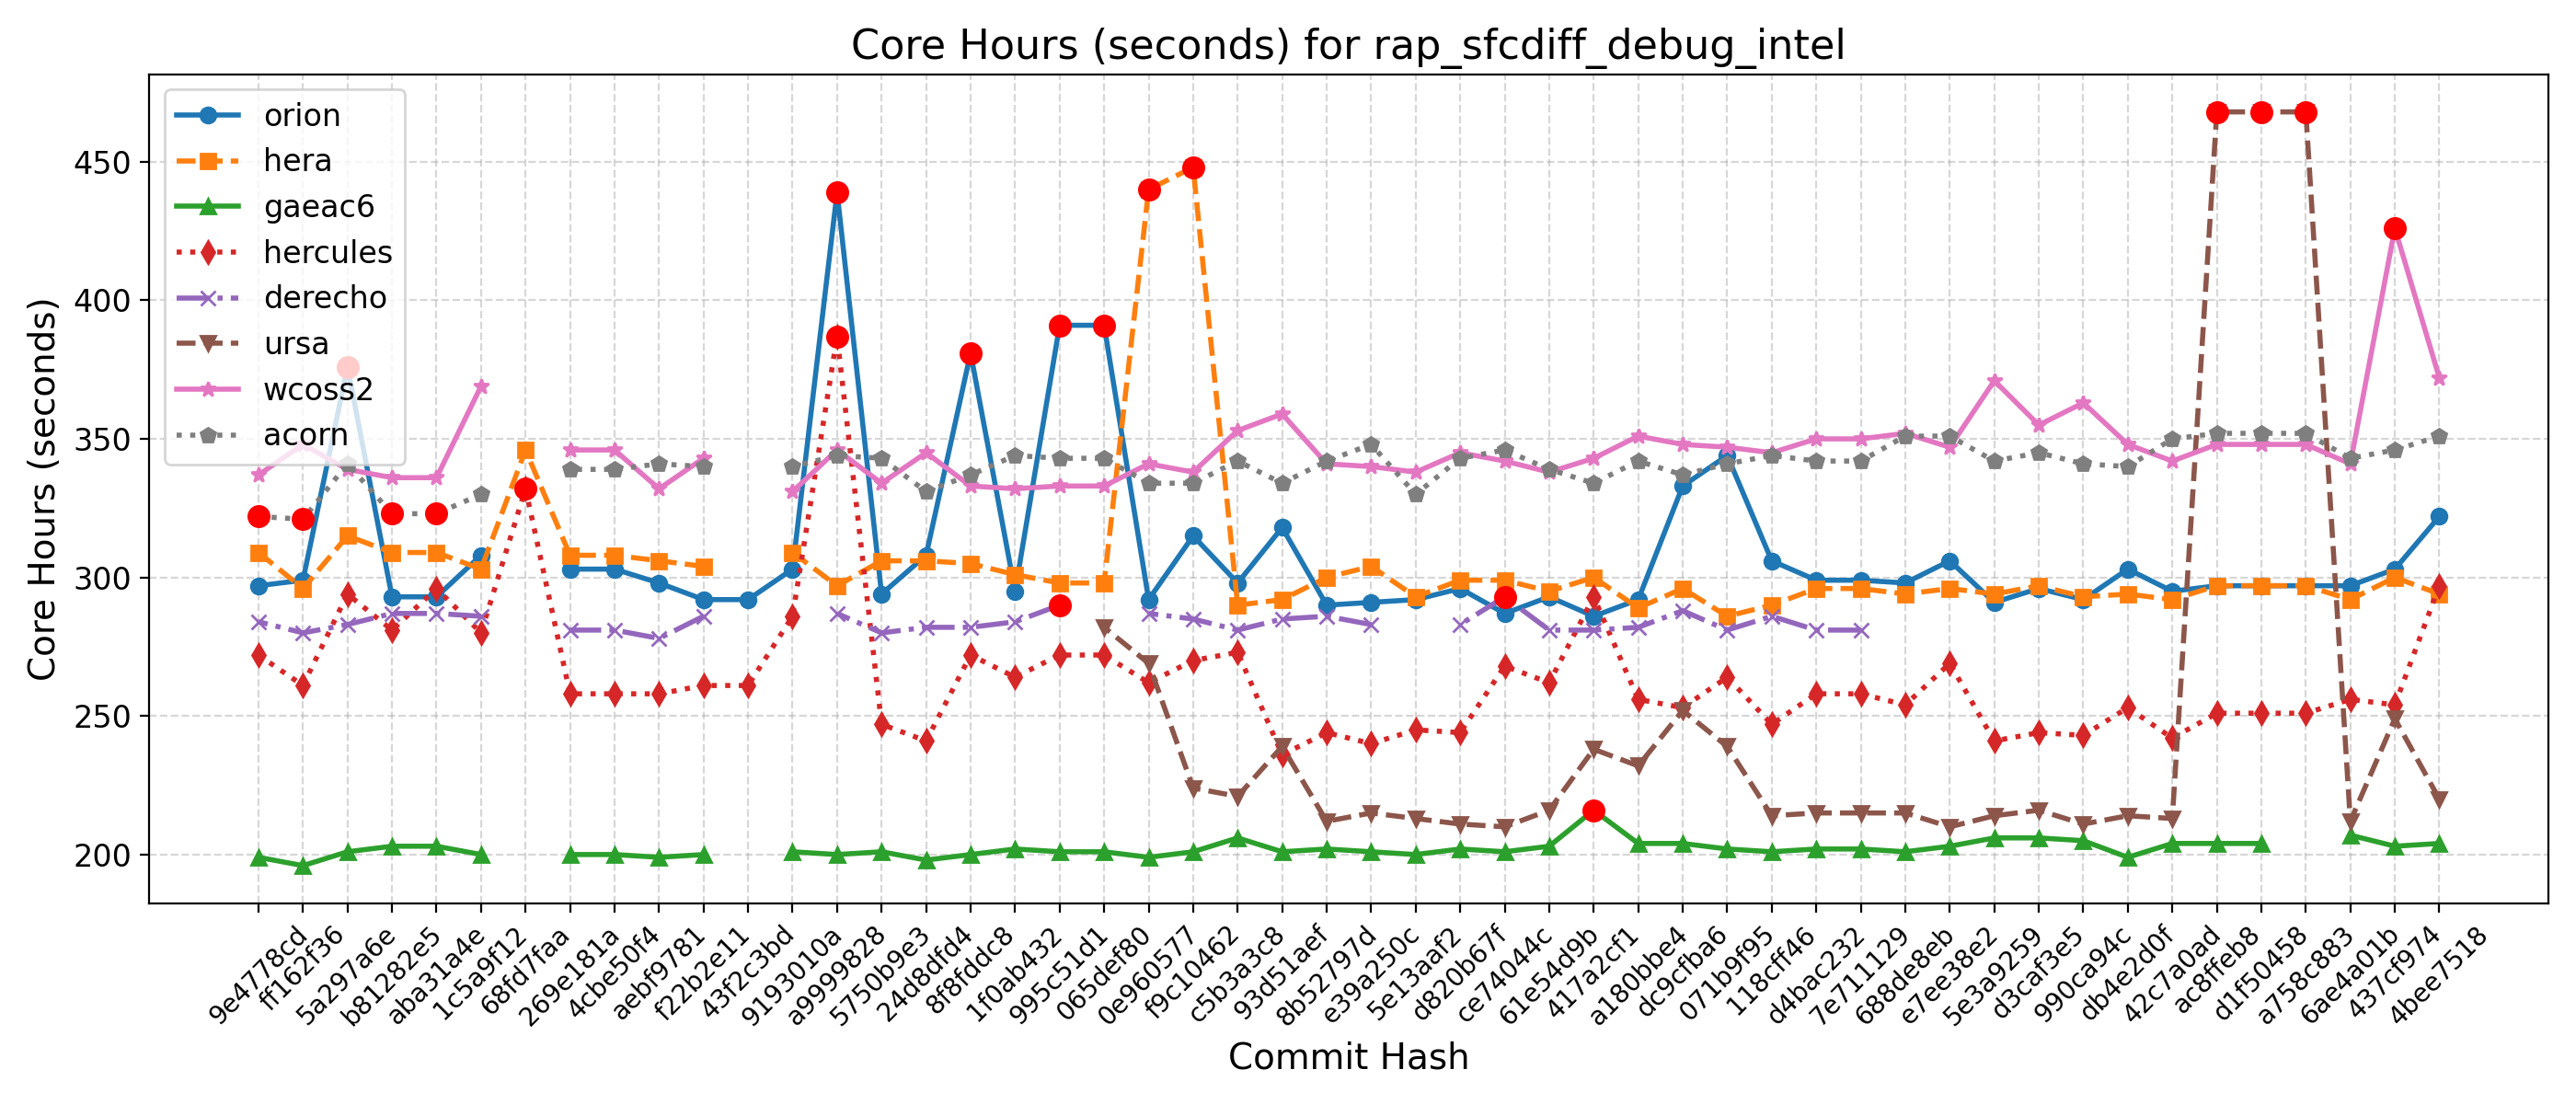 Core Hours (seconds) for rap_sfcdiff_debug_intel
Core Hours (seconds)
450
400
350
300
250
200
orion
hera
gaeac6
hercules
derecho
ursa
wcoss2
acorn
9e4778cd
ff162f36
5a297a6e
b81282e5
aba31a4e
1c5a9f12
68fd7faa
269e181a
4cbe50f4
aebf9781
f22b2e11
43f2c3bd
9193010a
a9999828
5750b9e3
24d8dfd4
8f8fddc8
1f0ab432
995c51d1
065def80
0e960577
f9c10462
c5b3a3c8
93d51aef
8b52797d
e39a250c
5e13aaf2
d820b67f
ce74044c
61e54d9b
417a2cf1
a180bbe4
dc9cfba6
071b9f95
118cff46
d4bac232
7e711129
688de8eb
e7ee38e2
5e3a9259
d3caf3e5
990ca94c
db4e2d0f
42c7a0ad
ac8ffeb8
d1f50458
a758c883
6ae4a01b
437cf974
4bee7518
Commit Hash